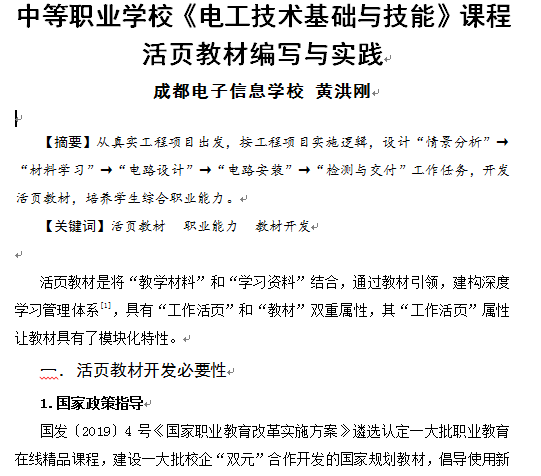 中等职业学校《电工技术基础与技能》课程
活页教材编写与实践
成都电子信息学校 黄洪刚
【摘要】从真实工程项目出发，按工程项目实施逻辑，设计“情景分析”→
“材料学习”→“电路设计”→“电路安装”→“检测与交付”工作任务，开发
活页教材，培养学生综合职业能力。
【关键词】活页教材 职业能力 教材开发
活页教材是将“教学材料”和“学习资料”结合，通过教材引领，建构深度
学习管理体系[1]，具有“工作活页”和“教材”双重属性，其“工作活页”属性
让教材具有了模块化特性。
一．活页教材开发必要性
1.国家政策指导
国发〔2019〕4 号《国家职业教育改革实施方案》遴选认定一大批职业教育
在线精品课程，建设一大批校企“双元”合作开发的国家规划教材，倡导使用新